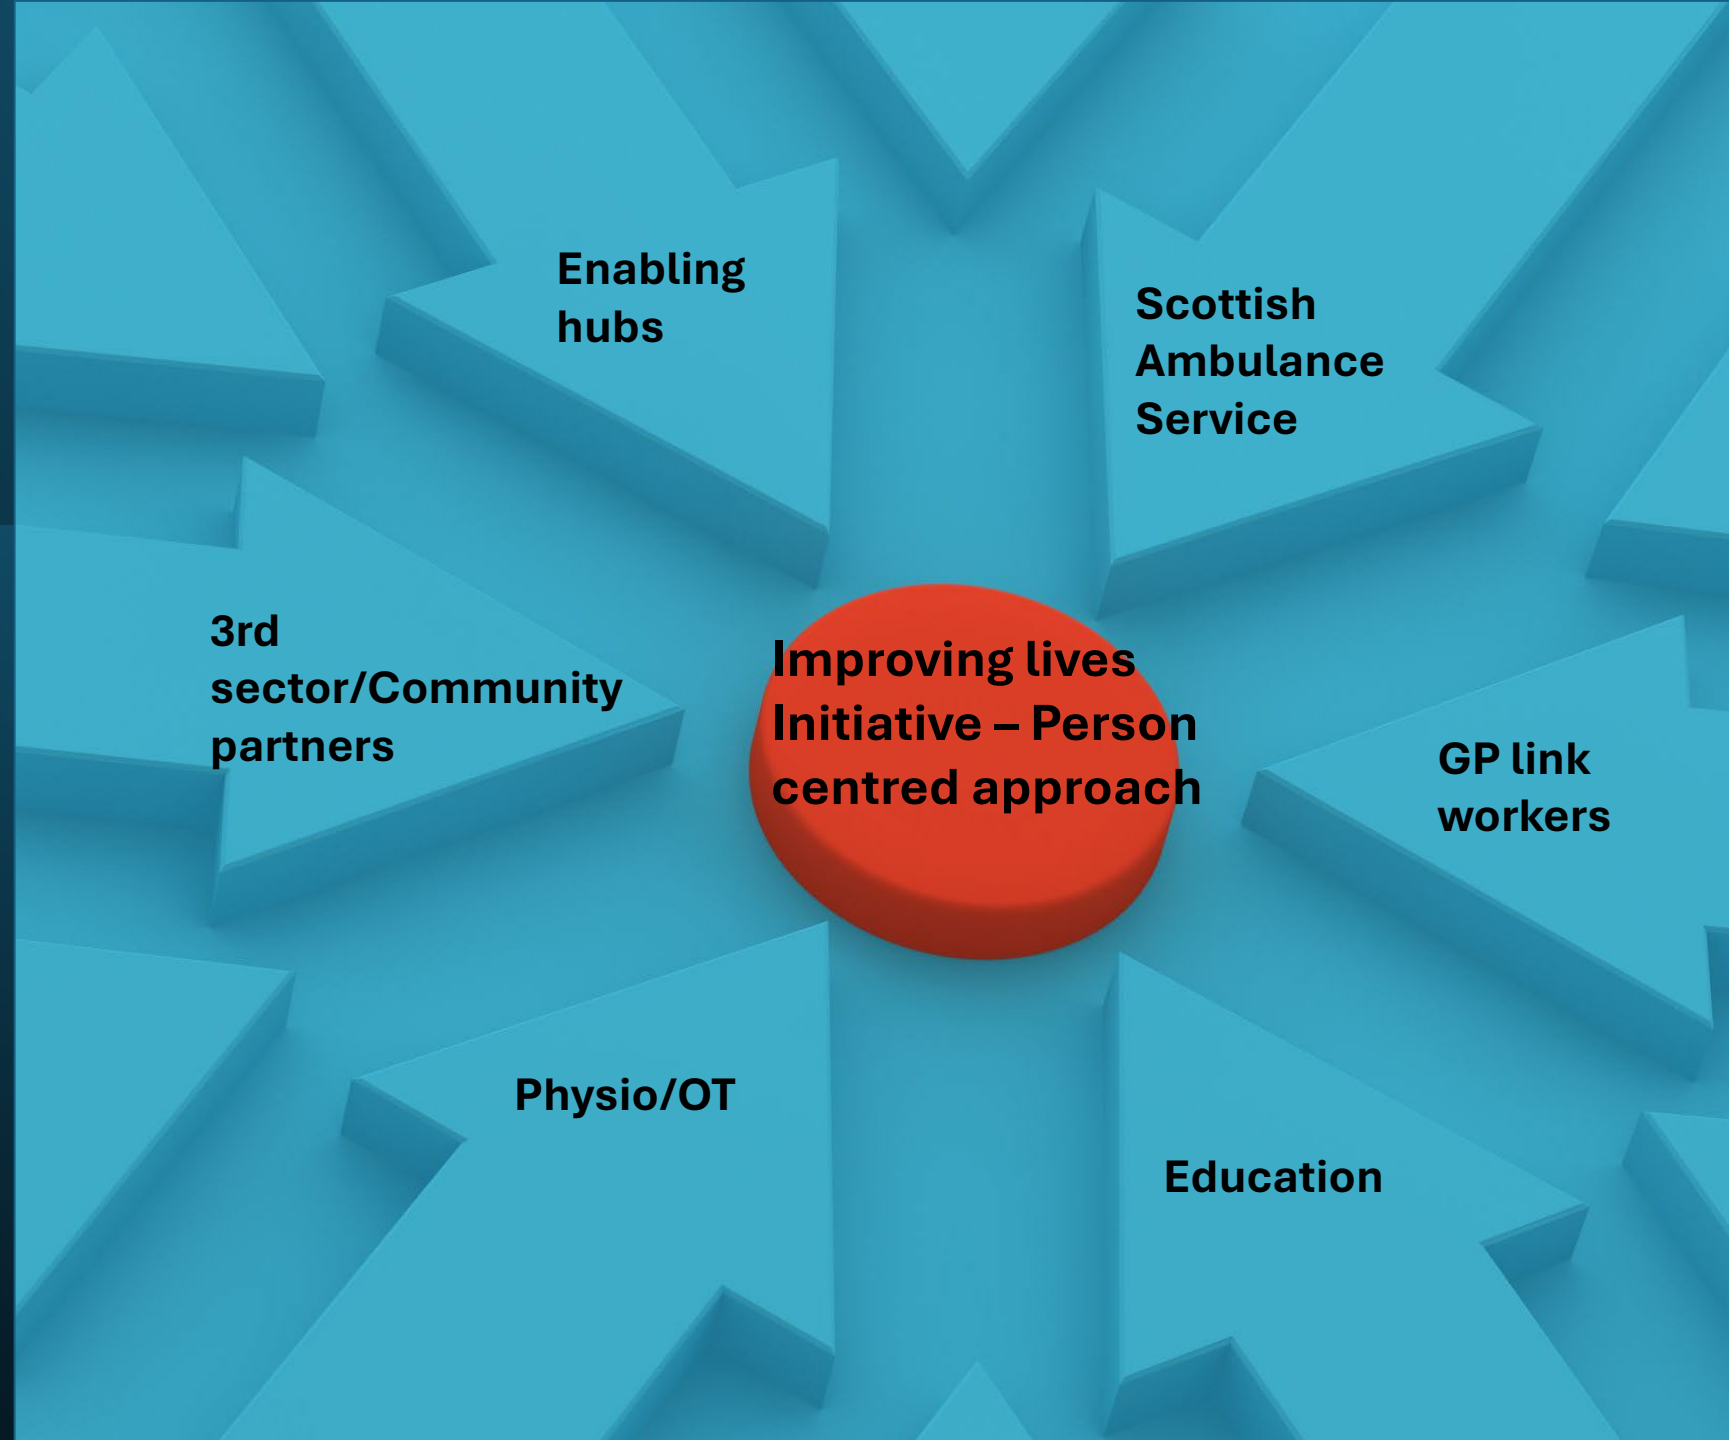 Enabling
hubs
Scottish
Ambulance
Service
3rd
sector/Community
partners
Improving lives
Initiative – Person
centred approach
GP link
workers
Physio/OT
Education